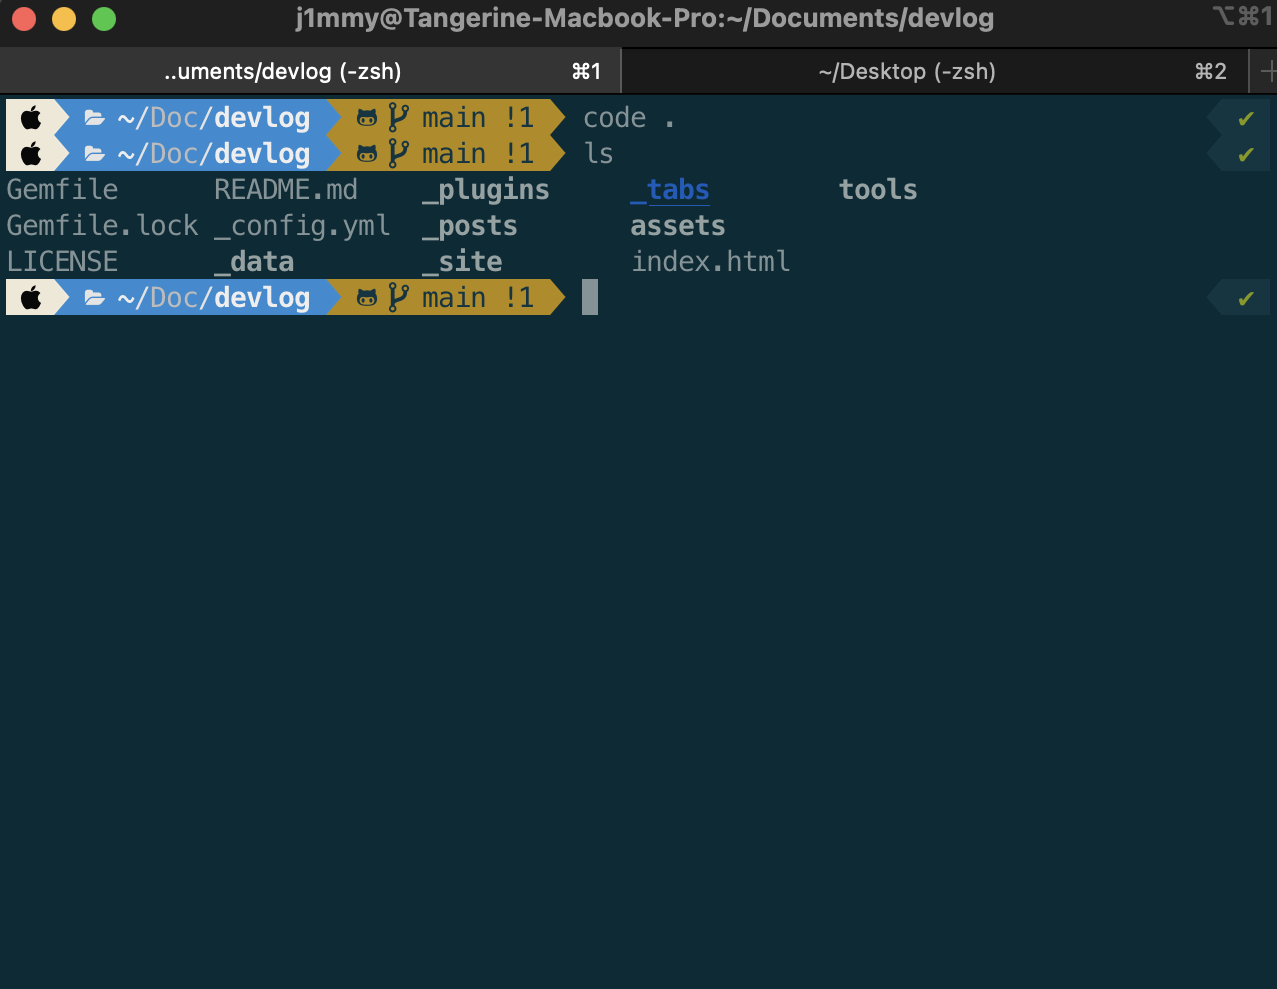 j1mmy@Tangerine-Macbook-Pro:~/Documents/devlog ⌥⌘1
..uments/devlog (-zsh) ⌘1 ~/Desktop (-zsh) ⌘2 +
~/Doc/devlog main !1 code . ✔
~/Doc/devlog main !1 ls ✔
Gemfile README.md _plugins _tabs tools
Gemfile.lock _config.yml _posts assets
LICENSE _data _site index.html
~/Doc/devlog main !1 ✔